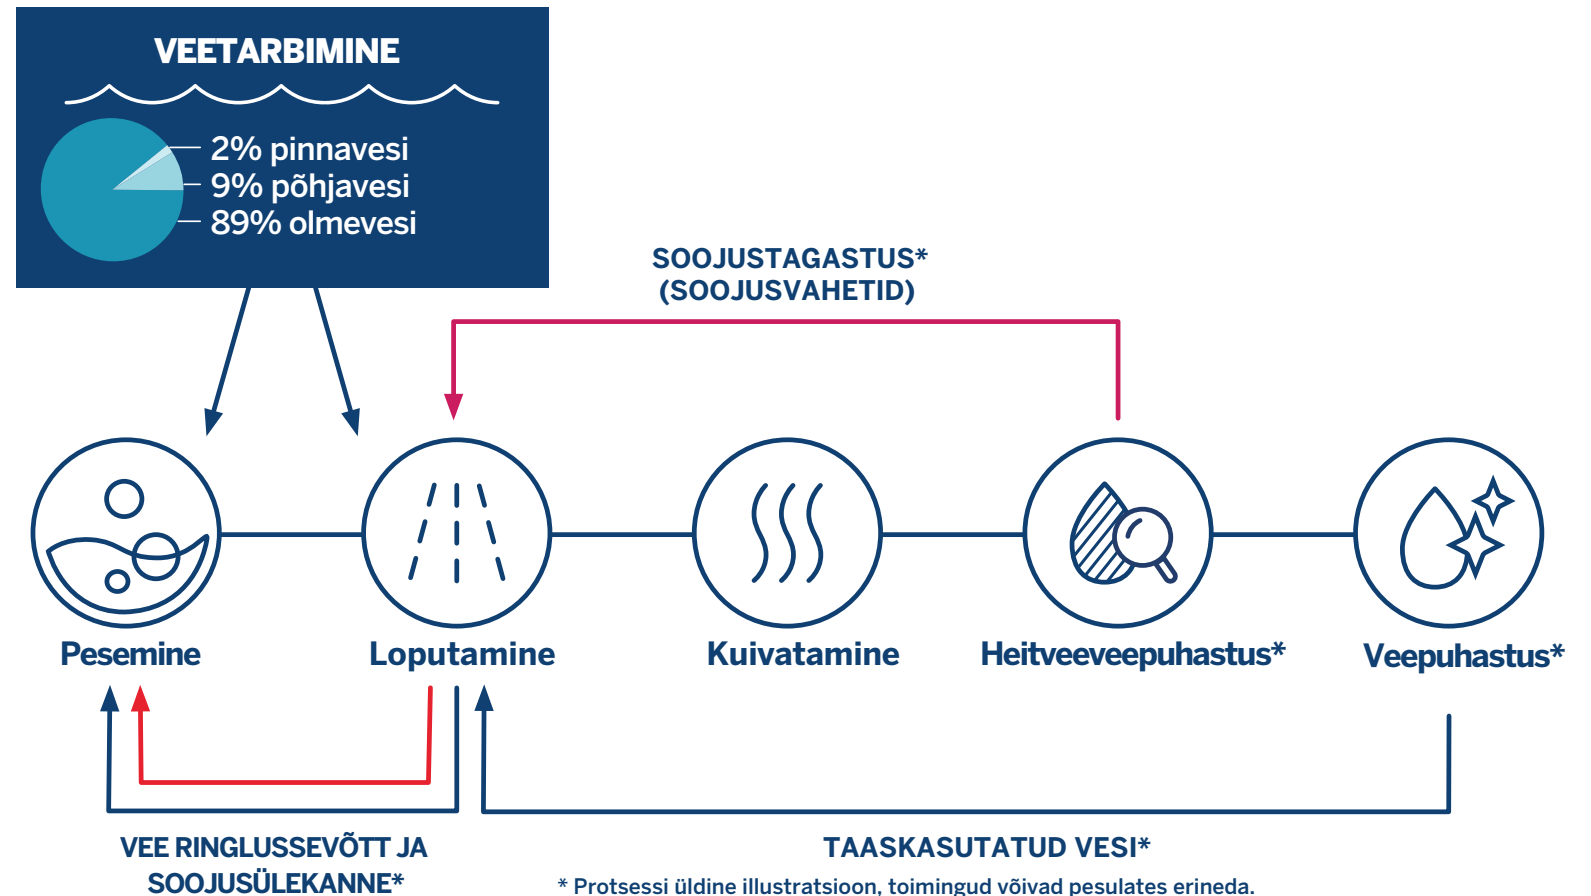 VEETARBIMINE
2% pinnavesi
9% põhjavesi
89% olmevesi
SOOJUSTAGASTUS*
(SOOJUSVAHETID)
Pesemine
Loputamine
Kuivatamine
Heitveeveepuhastus*
Veepuhastus*
VEE RINGLUSSEVÕTT JA
SOOJUSÜLEKANNE*
TAASKASUTATUD VESI*
* Protsessi üldine illustratsioon, toimingud võivad pesulates erineda.